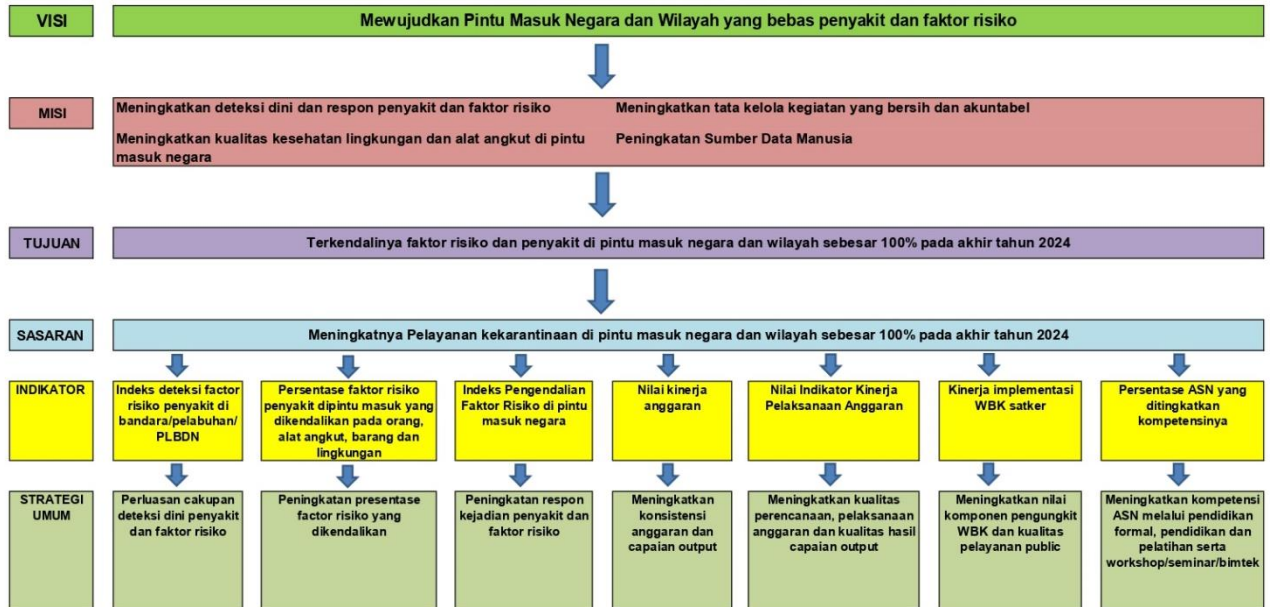 VISI
Mewujudkan Pintu Masuk Negara dan Wilayah yang bebas penyakit dan faktor risiko
MISI
Meningkatkan deteksi dini dan respon penyakit dan faktor risiko
Meningkatkan kualitas kesehatan lingkungan dan alat angkut di pintu
masuk negara
Meningkatkan tata kelola kegiatan yang bersih dan akuntabel
Peningkatan Sumber Data Manusia
TUJUAN
Terkendalinya faktor risiko dan penyakit di pintu masuk negara dan wilayah sebesar 100% pada akhir tahun 2024
SASARAN
Meningkatnya Pelayanan kekarantinaan di pintu masuk negara dan wilayah sebesar 100% pada akhir tahun 2024
INDIKATOR
Indeks deteksi factor
risiko penyakit di
bandara/pelabuhan/
PLBDN
Persentase faktor risiko
penyakit dipintu masuk yang
dikendalikan pada orang,
alat angkut, barang dan
lingkungan
Indeks Pengendalian
Faktor Risiko di pintu
masuk negara
Nilai kinerja
anggaran
Nilai Indikator Kinerja
Pelaksanaan Anggaran
Kinerja implementasi
WBK satker
Persentase ASN yang
ditingkatkan
kompetensinya
STRATEGI
UMUM
Perluasan cakupan
deteksi dini penyakit
dan faktor risiko
Peningkatan presentase
factor risiko yang
dikendalikan
Peningkatan respon
kejadian penyakit dan
faktor risiko
Meningkatkan
konsistensi
anggaran dan
capaian output
Meningkatkan kualitas
perencanaan, pelaksanaan
anggaran dan kualitas hasil
capaian output
Meningkatkan nilai
komponen pengungkit
WBK dan kualitas
pelayanan public
Meningkatkan kompetensi
ASN melalui pendidikan
formal, pendidikan dan
pelatihan serta
workshop/seminar/bimtek